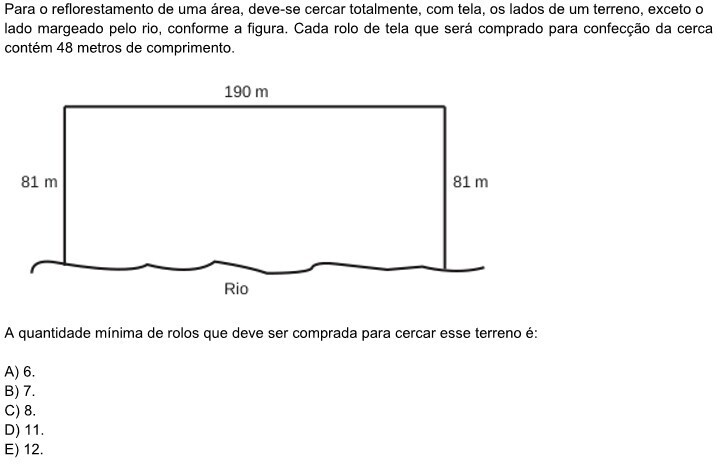 Para o reflorestamento de uma área, deve-se cercar totalmente, com tela, os lados de um terreno, exceto o
lado margeado pelo rio, conforme a figura. Cada rolo de tela que será comprado para confecção da cerca
contém 48 metros de comprimento.
190 m
81 m
81 m
Rio
A quantidade mínima de rolos que deve ser comprada para cercar esse terreno é:
A) 6.
B) 7.
C) 8.
D) 11.
E) 12.